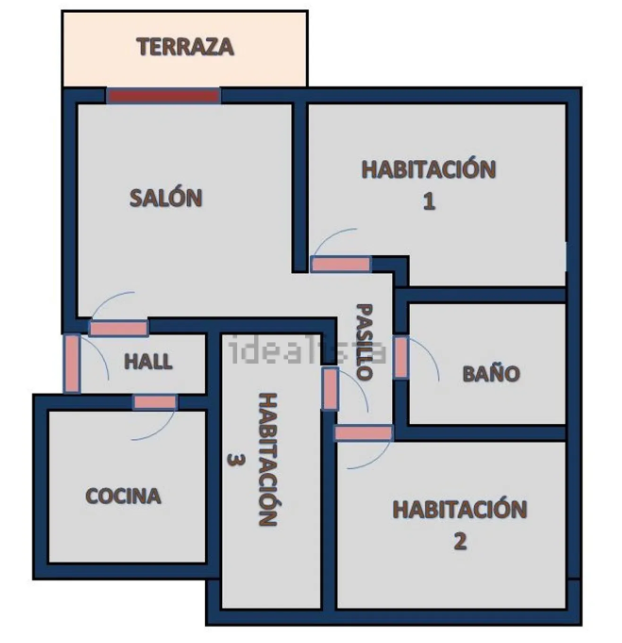 TERRAZA
SALÓN
HABITACIÓN
1
PASILLO
HALL
idealista
BAÑO
HABITACIÓN
3
COCINA
HABITACIÓN
2